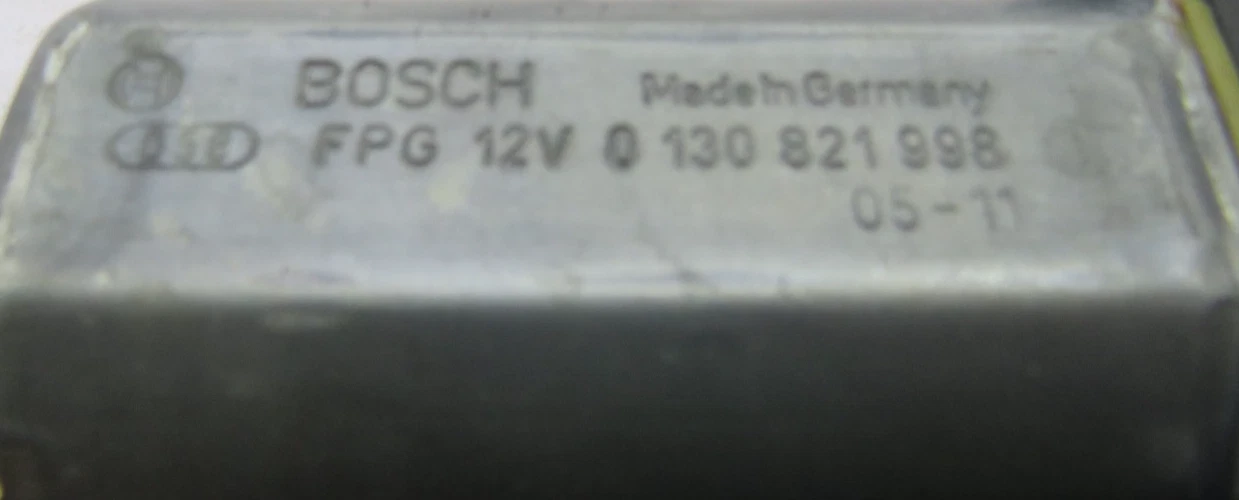 BOSCH Made in Germany
FPG 12V 0 130 821 998
05-11